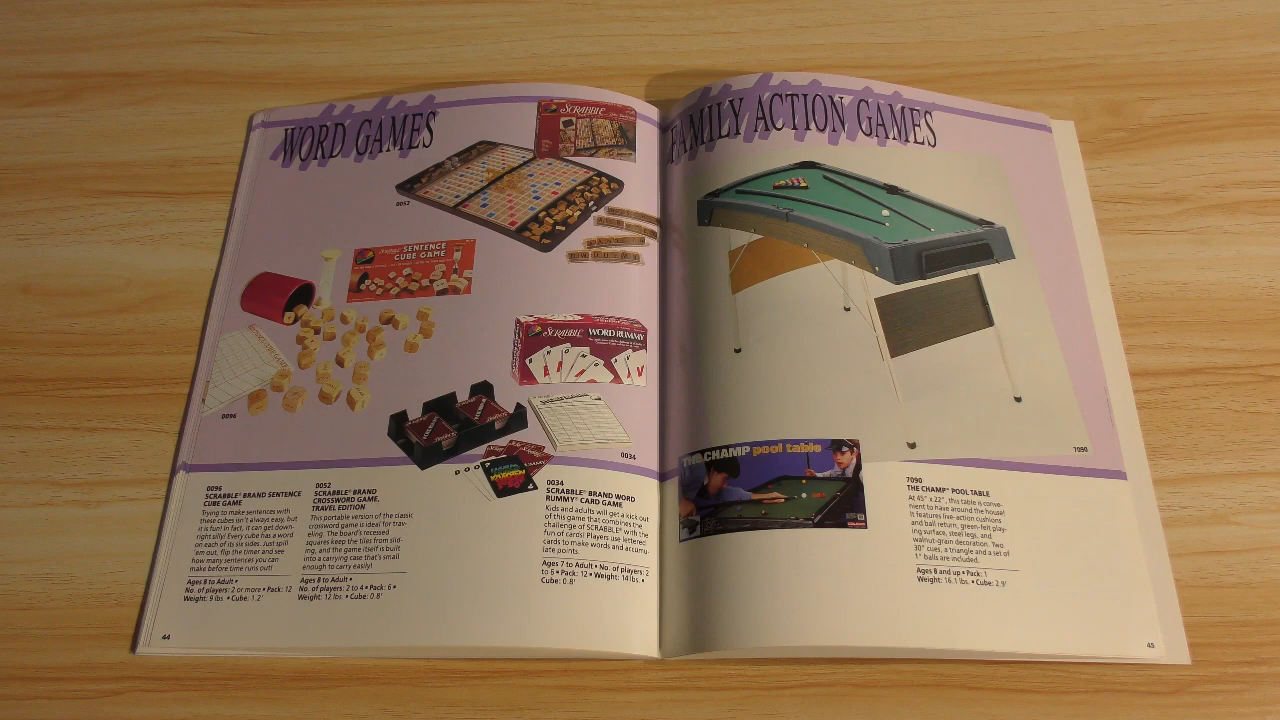 WORD GAMES
SCRABBLE
0052
Scrabble
SENTENCE
CUBE GAME
SCRABBLE
WORD RUMMY
0096
0034
0096
SCRABBLE® BRAND SENTENCE
CUBE GAME
Trying to make sentences with
these cubes isn't always easy, but
it is fun! In fact, it can get down-
right silly! Every cube has a word
on each of its six sides. Just spill
'em out, flip the timer and see
how many sentences you can
make before time runs out!
Ages 8 to Adult •
No. of players: 2 or more • Pack: 12
Weight: 9 lbs. • Cube: 1.2'
0052
SCRABBLE® BRAND
CROSSWORD GAME,
TRAVEL EDITION
This portable version of the classic
crossword game is ideal for trav-
eling. The board's recessed
squares keep the tiles from slid-
ing, and the game itself is built
into a carrying case that's small
enough to carry easily!
Ages 8 to Adult •
No. of players: 2 to 4 • Pack: 6 •
Weight: 12 lbs. • Cube: 0.8'
0034
SCRABBLE® BRAND WORD
RUMMY® CARD GAME
Kids and adults will get a kick out
of this game that combines the
challenge of SCRABBLE® with the
fun of cards! Players use lettered
cards to make words and accumu-
late points.
Ages 7 to Adult • No. of players: 2
to 6 • Pack: 12 • Weight: 14 lbs. •
Cube: 0.8'
44
FAMILY ACTION GAMES
7090
THE CHAMP pool table
7090
THE CHAMP™ POOL TABLE
At 45" x 22", this table is conve-
nient to have around the house!
It features live-action cushions
and ball return, green-felt play-
ing surface, steel legs, and
walnut-grain decoration. Two
30" cues, a triangle and a set of
1" balls are included.
Ages 8 and up • Pack: 1
Weight: 16.1 lbs. • Cube: 2.9'
45